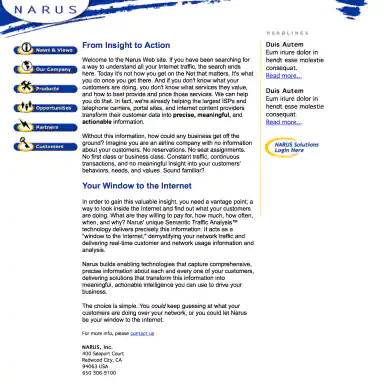 NARUS
News & Views
Our Company
Products
Opportunities
Partners
Customers
From Insight to Action
Welcome to the Narus Web site. If you have been searching for
a way to understand all your Internet traffic, the search ends
here. Today it's not how you get on the Net that matters. It's what
you do once you get there. And if you don't know what your
customers are doing, you don't know what services they value,
and how to best provide and price those services. We can help
you do that. In fact, we're already helping the largest ISPs and
telephone carriers, portal sites, and internet content providers
transform their customer data into precise, meaningful, and
actionable information.
Without this information, how could any business get off the
ground? Imagine you are an airline company with no information
about your customers. No reservations. No seat assignments.
No first class or business class. Constant traffic, continuous
transactions, and no meaningful insight into your customers'
behaviors, needs, and values. Sound familiar?
Your Window to the Internet
In order to gain this valuable insight, you need a vantage point; a
way to look inside the Internet and find out what your customers
are doing. What are they willing to pay for, how much, how often,
when, and why? Narus' unique Semantic Traffic Analysis™
technology delivers precisely this information. It acts as a
"window to the Internet," demystifying your network traffic and
delivering real-time customer and network usage information and
analysis.
Narus builds enabling technologies that capture comprehensive,
precise information about each and every one of your customers,
delivering solutions that transform this information into
meaningful, actionable intelligence you can use to drive your
business.
The choice is simple. You could keep guessing at what your
customers are doing over your network, or you could let Narus
be your window to the internet.
For more info, please contact us
NARUS, Inc.
400 Seaport Court
Redwood City, CA
94063 USA
650 306-9100
HEADLINES
Duis Autem
Eum iriure dolor in
hendt esse molestie
consequat.
Read more...
Duis Autem
Eum iriure dolor in
hendt esse molestie
consequat.
Read more...
NARUS Solutions
Login Here